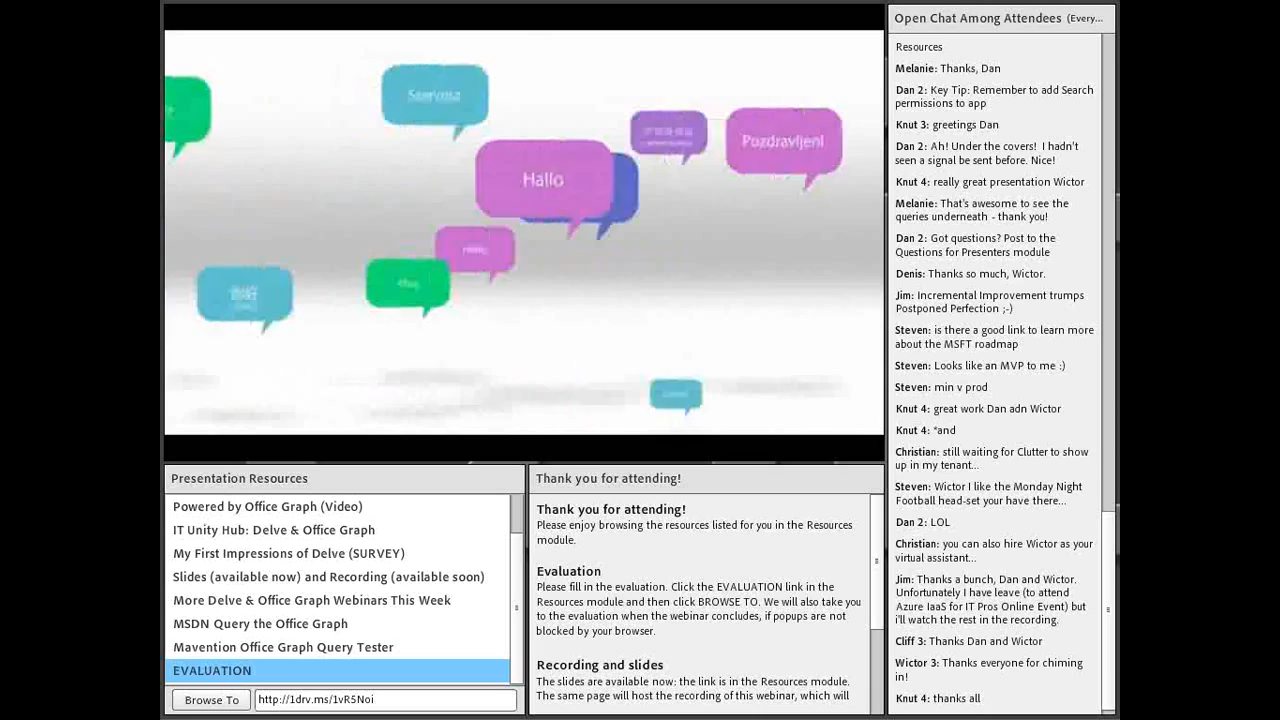 Hallo
Pozdravljeni
Presentation Resources
Powered by Office Graph (Video)
IT Unity Hub: Delve & Office Graph
My First Impressions of Delve (SURVEY)
Slides (available now) and Recording (available soon)
More Delve & Office Graph Webinars This Week
MSDN Query the Office Graph
Mavention Office Graph Query Tester
EVALUATION
Browse To
http://1drv.ms/1vR5Noi
Thank you for attending!
Thank you for attending!
Please enjoy browsing the resources listed for you in the Resources
module.
Evaluation
Please fill in the evaluation. Click the EVALUATION link in the
Resources module and then click BROWSE TO. We will also take you
to the evaluation when the webinar concludes, if popups are not
blocked by your browser.
Recording and slides
The slides are available now: the link is in the Resources module.
The same page will host the recording of this webinar, which will
Open Chat Among Attendees (Every...
Resources
Melanie: Thanks, Dan
Dan 2: Key Tip: Remember to add Search
permissions to app
Knut 3: greetings Dan
Dan 2: Ah! Under the covers! I hadn't
seen a signal be sent before. Nice!
Knut 4: really great presentation Wictor
Melanie: That's awesome to see the
queries underneath - thank you!
Dan 2: Got questions? Post to the
Questions for Presenters module
Denis: Thanks so much, Wictor.
Jim: Incremental Improvement trumps
Postponed Perfection ;-)
Steven: is there a good link to learn more
about the MSFT roadmap
Steven: Looks like an MVP to me :)
Steven: min v prod
Knut 4: great work Dan adn Wictor
Knut 4: *and
Christian: still waiting for Clutter to show
up in my tenant...
Steven: Wictor I like the Monday Night
Football head-set your have there...
Dan 2: LOL
Christian: you can also hire Wictor as your
virtual assistant...
Jim: Thanks a bunch, Dan and Wictor.
Unfortunately I have leave (to attend
Azure IaaS for IT Pros Online Event) but
i'll watch the rest in the recording.
Cliff 3: Thanks Dan and Wictor
Wictor 3: Thanks everyone for chiming
in!
Knut 4: thanks all